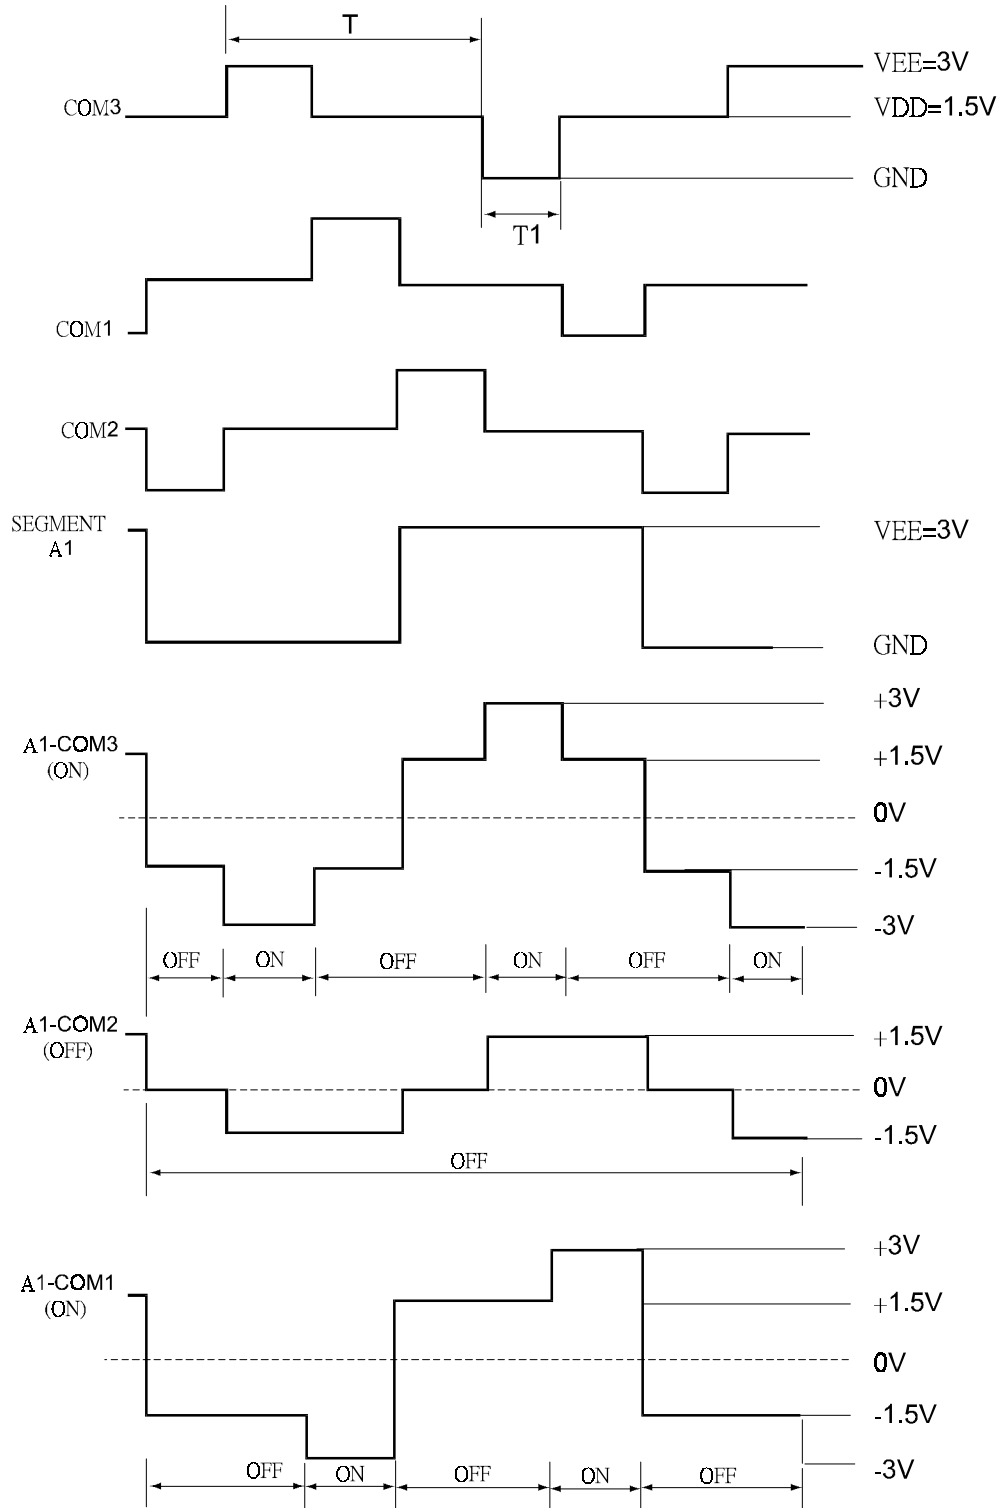 T
VEE=3V
COM3
VDD=1.5V
GND
T1
COM1
COM2
SEGMENT
A1
VEE=3V
GND
+3V
A1-COM3
(ON)
+1.5V
0V
-1.5V
-3V
OFF ON OFF ON OFF ON
A1-COM2
(OFF)
+1.5V
0V
-1.5V
OFF
+3V
A1-COM1
(ON)
+1.5V
0V
-1.5V
-3V
OFF ON OFF ON OFF